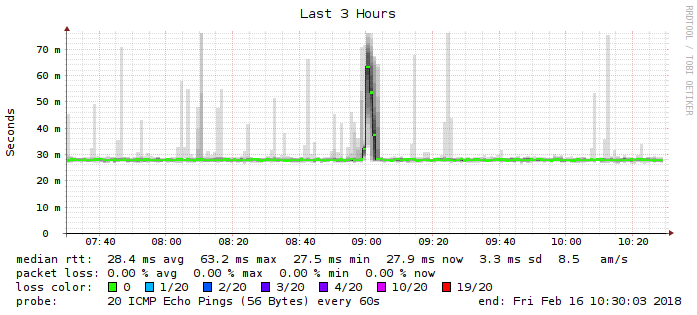 Last 3 Hours
RRDTOOL / TOBI OETIKER
Seconds
70 m
60 m
50 m
40 m
30 m
20 m
10 m
0
07:40 08:00 08:20 08:40 09:00 09:20 09:40 10:00 10:20
median rtt: 28.4 ms avg 63.2 ms max 27.5 ms min 27.9 ms now 3.3 ms sd 8.5 am/s
packet loss: 0.00 % avg 0.00 % max 0.00 % min 0.00 % now
loss color: 0 1/20 2/20 3/20 4/20 10/20 19/20
probe: 20 ICMP Echo Pings (56 Bytes) every 60s end: Fri Feb 16 10:30:03 2018